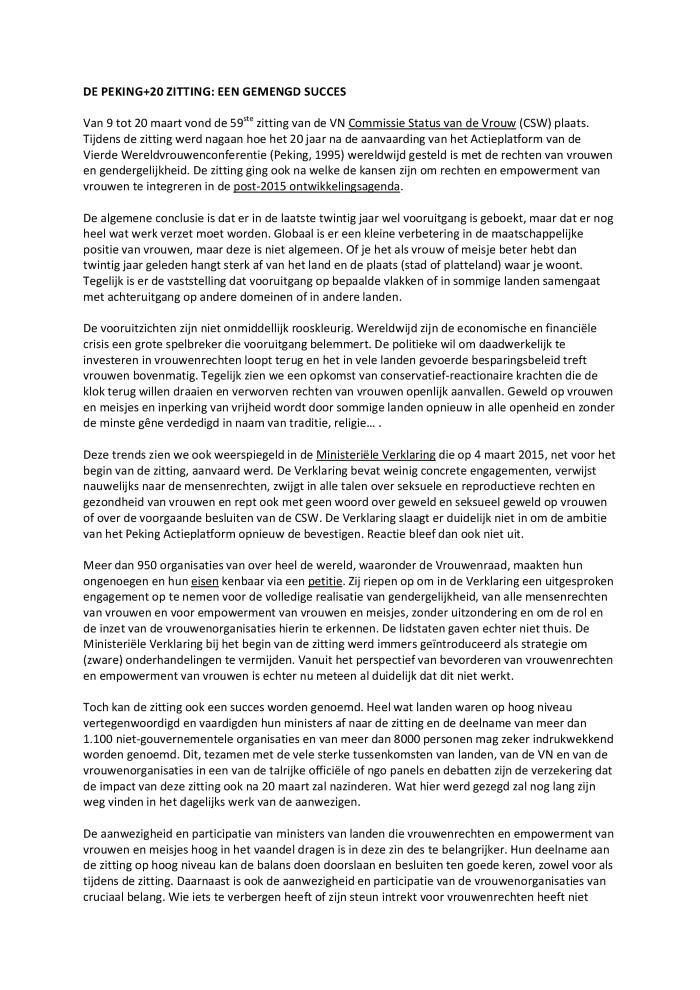 DE PEKING+20 ZITTING: EEN GEMENGD SUCCES
Van 9 tot 20 maart vond de 59ste zitting van de VN Commissie Status van de Vrouw (CSW) plaats.
Tijdens de zitting werd nagaan hoe het 20 jaar na de aanvaarding van het Actieplatform van de
Vierde Wereldvrouwenconferentie (Peking, 1995) wereldwijd gesteld is met de rechten van vrouwen
en gendergelijkheid. De zitting ging ook na welke de kansen zijn om rechten en empowerment van
vrouwen te integreren in de post-2015 ontwikkelingsagenda.
De algemene conclusie is dat er in de laatste twintig jaar wel vooruitgang is geboekt, maar dat er nog
heel wat werk verzet moet worden. Globaal is er een kleine verbetering in de maatschappelijke
positie van vrouwen, maar deze is niet algemeen. Of je het als vrouw of meisje beter hebt dan
twintig jaar geleden hangt sterk af van het land en de plaats (stad of platteland) waar je woont.
Tegelijk is er de vaststelling dat vooruitgang op bepaalde vlakken of in sommige landen samengaat
met achteruitgang op andere domeinen of in andere landen.
De vooruitzichten zijn niet onmiddellijk rooskleurig. Wereldwijd zijn de economische en financiële
crisis een grote spelbreker die vooruitgang belemmert. De politieke wil om daadwerkelijk te
investeren in vrouwenrechten loopt terug en het in vele landen gevoerde besparingsbeleid treft
vrouwen bovenmatig. Tegelijk zien we een opkomst van conservatief-reactionaire krachten die de
klok terug willen draaien en verworven rechten van vrouwen openlijk aanvallen. Geweld op vrouwen
en meisjes en inperking van vrijheid wordt door sommige landen opnieuw in alle openheid en zonder
de minste gêne verdedigd in naam van traditie, religie… .
Deze trends zien we ook weerspiegeld in de Ministeriële Verklaring die op 4 maart 2015, net voor het
begin van de zitting, aanvaard werd. De Verklaring bevat weinig concrete engagementen, verwijst
nauwelijks naar de mensenrechten, zwijgt in alle talen over seksuele en reproductieve rechten en
gezondheid van vrouwen en rept ook met geen woord over geweld en seksueel geweld op vrouwen
of over de voorgaande besluiten van de CSW. De Verklaring slaagt er duidelijk niet in om de ambitie
van het Peking Actieplatform opnieuw de bevestigen. Reactie bleef dan ook niet uit.
Meer dan 950 organisaties van over heel de wereld, waaronder de Vrouwenraad, maakten hun
ongenoegen en hun eisen kenbaar via een petitie. Zij riepen op om in de Verklaring een uitgesproken
engagement op te nemen voor de volledige realisatie van gendergelijkheid, van alle mensenrechten
van vrouwen en voor empowerment van vrouwen en meisjes, zonder uitzondering en om de rol en
de inzet van de vrouwenorganisaties hierin te erkennen. De lidstaten gaven echter niet thuis. De
Ministeriële Verklaring bij het begin van de zitting werd immers geïntroduceerd als strategie om
(zware) onderhandelingen te vermijden. Vanuit het perspectief van bevorderen van vrouwenrechten
en empowerment van vrouwen is echter nu meteen al duidelijk dat dit niet werkt.
Toch kan de zitting ook een succes worden genoemd. Heel wat landen waren op hoog niveau
vertegenwoordigd en vaardigden hun ministers af naar de zitting en de deelname van meer dan
1.100 niet-gouvernementele organisaties en van meer dan 8000 personen mag zeker indrukwekkend
worden genoemd. Dit, tezamen met de vele sterke tussenkomsten van landen, van de VN en van de
vrouwenorganisaties in een van de talrijke officiële of ngo panels en debatten zijn de verzekering dat
de impact van deze zitting ook na 20 maart zal nazinderen. Wat hier werd gezegd zal nog lang zijn
weg vinden in het dagelijks werk van de aanwezigen.
De aanwezigheid en participatie van ministers van landen die vrouwenrechten en empowerment van
vrouwen en meisjes hoog in het vaandel dragen is in deze zin des te belangrijker. Hun deelname aan
de zitting op hoog niveau kan de balans doen doorslaan en besluiten ten goede keren, zowel voor als
tijdens de zitting. Daarnaast is ook de aanwezigheid en participatie van de vrouwenorganisaties van
cruciaal belang. Wie iets te verbergen heeft of zijn steun intrekt voor vrouwenrechten heeft niet